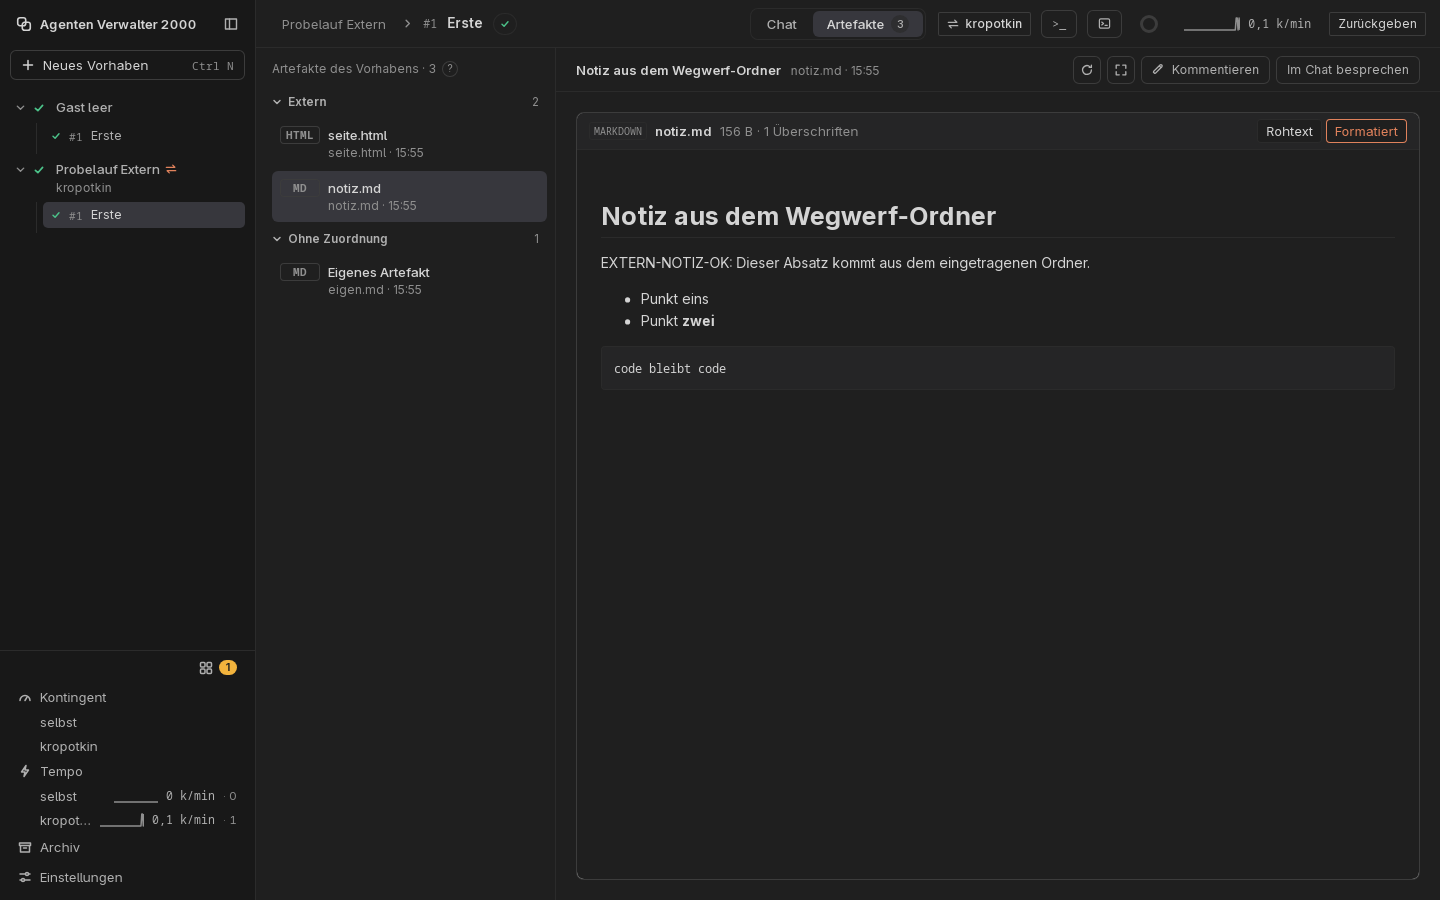 Agenten Verwalter 2000
Neues Vorhaben Ctrl N
Gast leer
#1 Erste
Probelauf Extern
kropotkin
#1 Erste
1
Kontingent
selbst
kropotkin
Tempo
selbst 0 k/min · 0
kropot... 0,1 k/min · 1
Archiv
Einstellungen
Probelauf Extern #1 Erste
Chat Artefakte 3 kropotkin >_ 0,1 k/min Zurückgeben
Artefakte des Vorhabens · 3 ?
Extern 2
HTML seite.html
seite.html · 15:55
MD notiz.md
notiz.md · 15:55
Ohne Zuordnung 1
MD Eigenes Artefakt
eigen.md · 15:55
Notiz aus dem Wegwerf-Ordner notiz.md · 15:55 Kommentieren Im Chat besprechen
MARKDOWN notiz.md 156 B · 1 Überschriften Rohtext Formatiert
Notiz aus dem Wegwerf-Ordner
EXTERN-NOTIZ-OK: Dieser Absatz kommt aus dem eingetragenen Ordner.
• Punkt eins
• Punkt zwei
code bleibt code